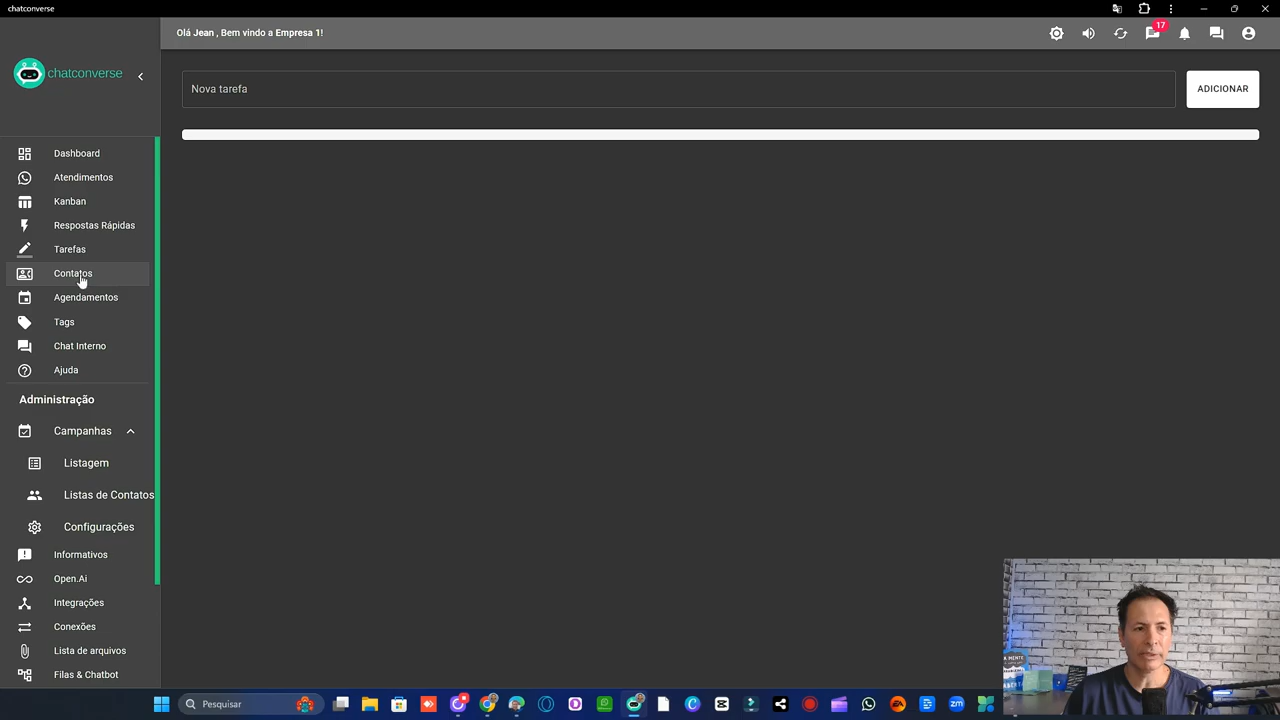 chatconverse
Olá Jean , Bem vindo a Empresa 1!
17
chatconverse
Nova tarefa
ADICIONAR
Dashboard
Atendimentos
Kanban
Respostas Rápidas
Tarefas
Contatos
Agendamentos
Tags
Chat Interno
Ajuda
Administração
Campanhas
Listagem
Listas de Contatos
Configurações
Informativos
Open.Ai
Integrações
Conexões
Lista de arquivos
Filas & Chatbot
Pesquisar
zm